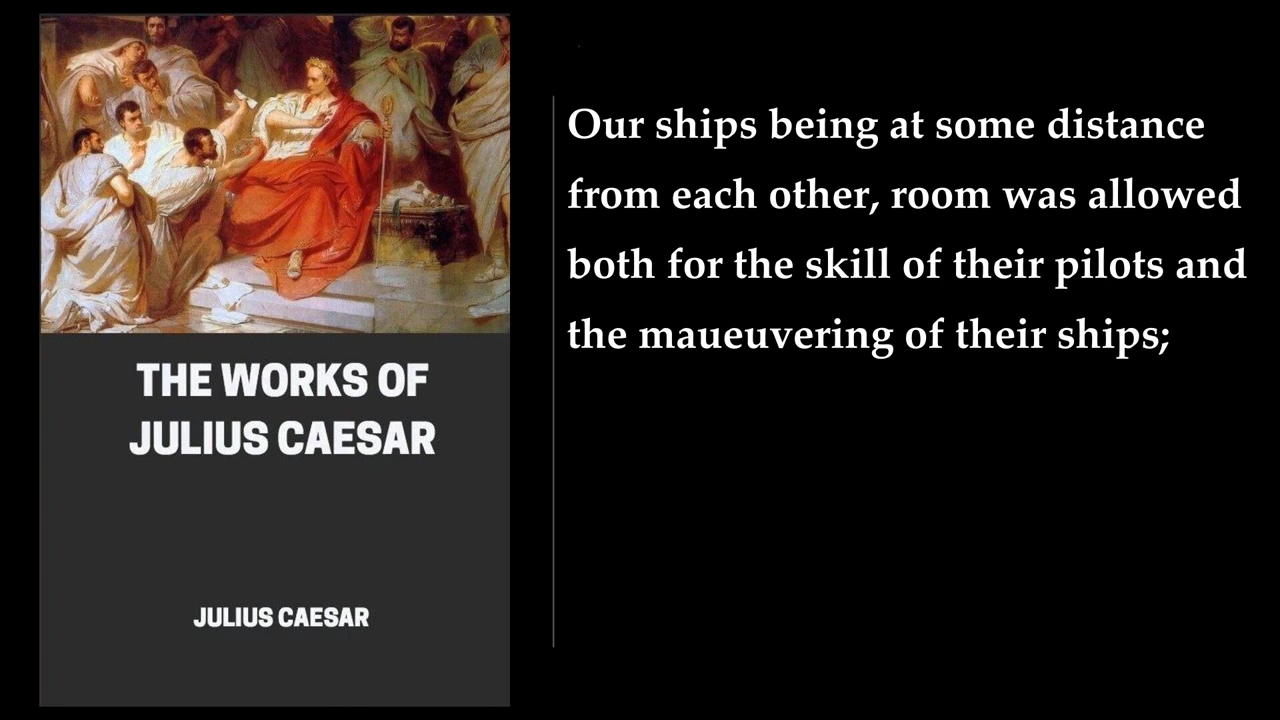 THE WORKS OF
JULIUS CAESAR
JULIUS CAESAR
Our ships being at some distance
from each other, room was allowed
both for the skill of their pilots and
the maueuvering of their ships;